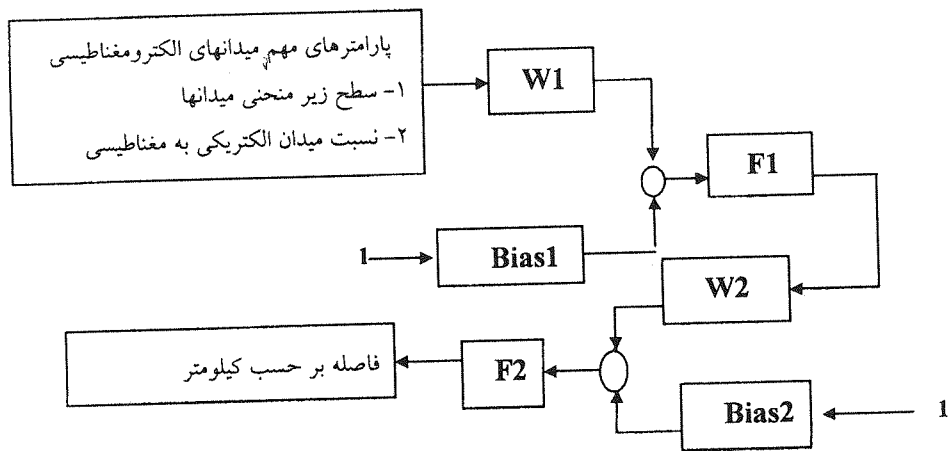 پارامترهای مهم میدانهای الکترومغناطیسی
۱- سطح زیر منحنی میدانها
۲- نسبت میدان الکتریکی به مغناطیسی
W1
F1
1
Bias1
W2
فاصله بر حسب کیلومتر
F2
Bias2
1